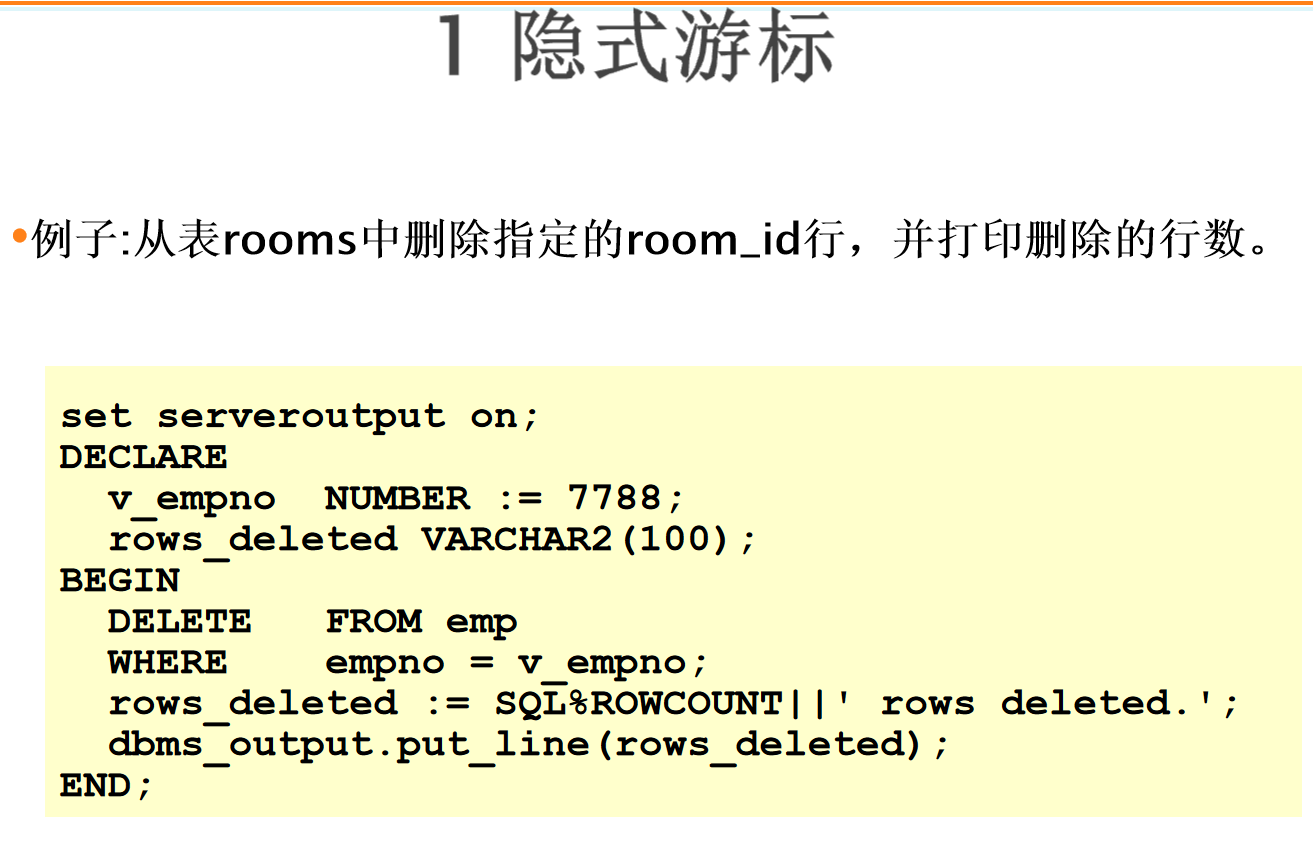 1 隐式游标
•例子:从表rooms中删除指定的room_id行，并打印删除的行数。
set serveroutput on;
DECLARE
  v_empno  NUMBER := 7788;
  rows_deleted VARCHAR2(100);
BEGIN
  DELETE   FROM emp
  WHERE    empno = v_empno;
  rows_deleted := SQL%ROWCOUNT||' rows deleted.';
  dbms_output.put_line(rows_deleted);
END;